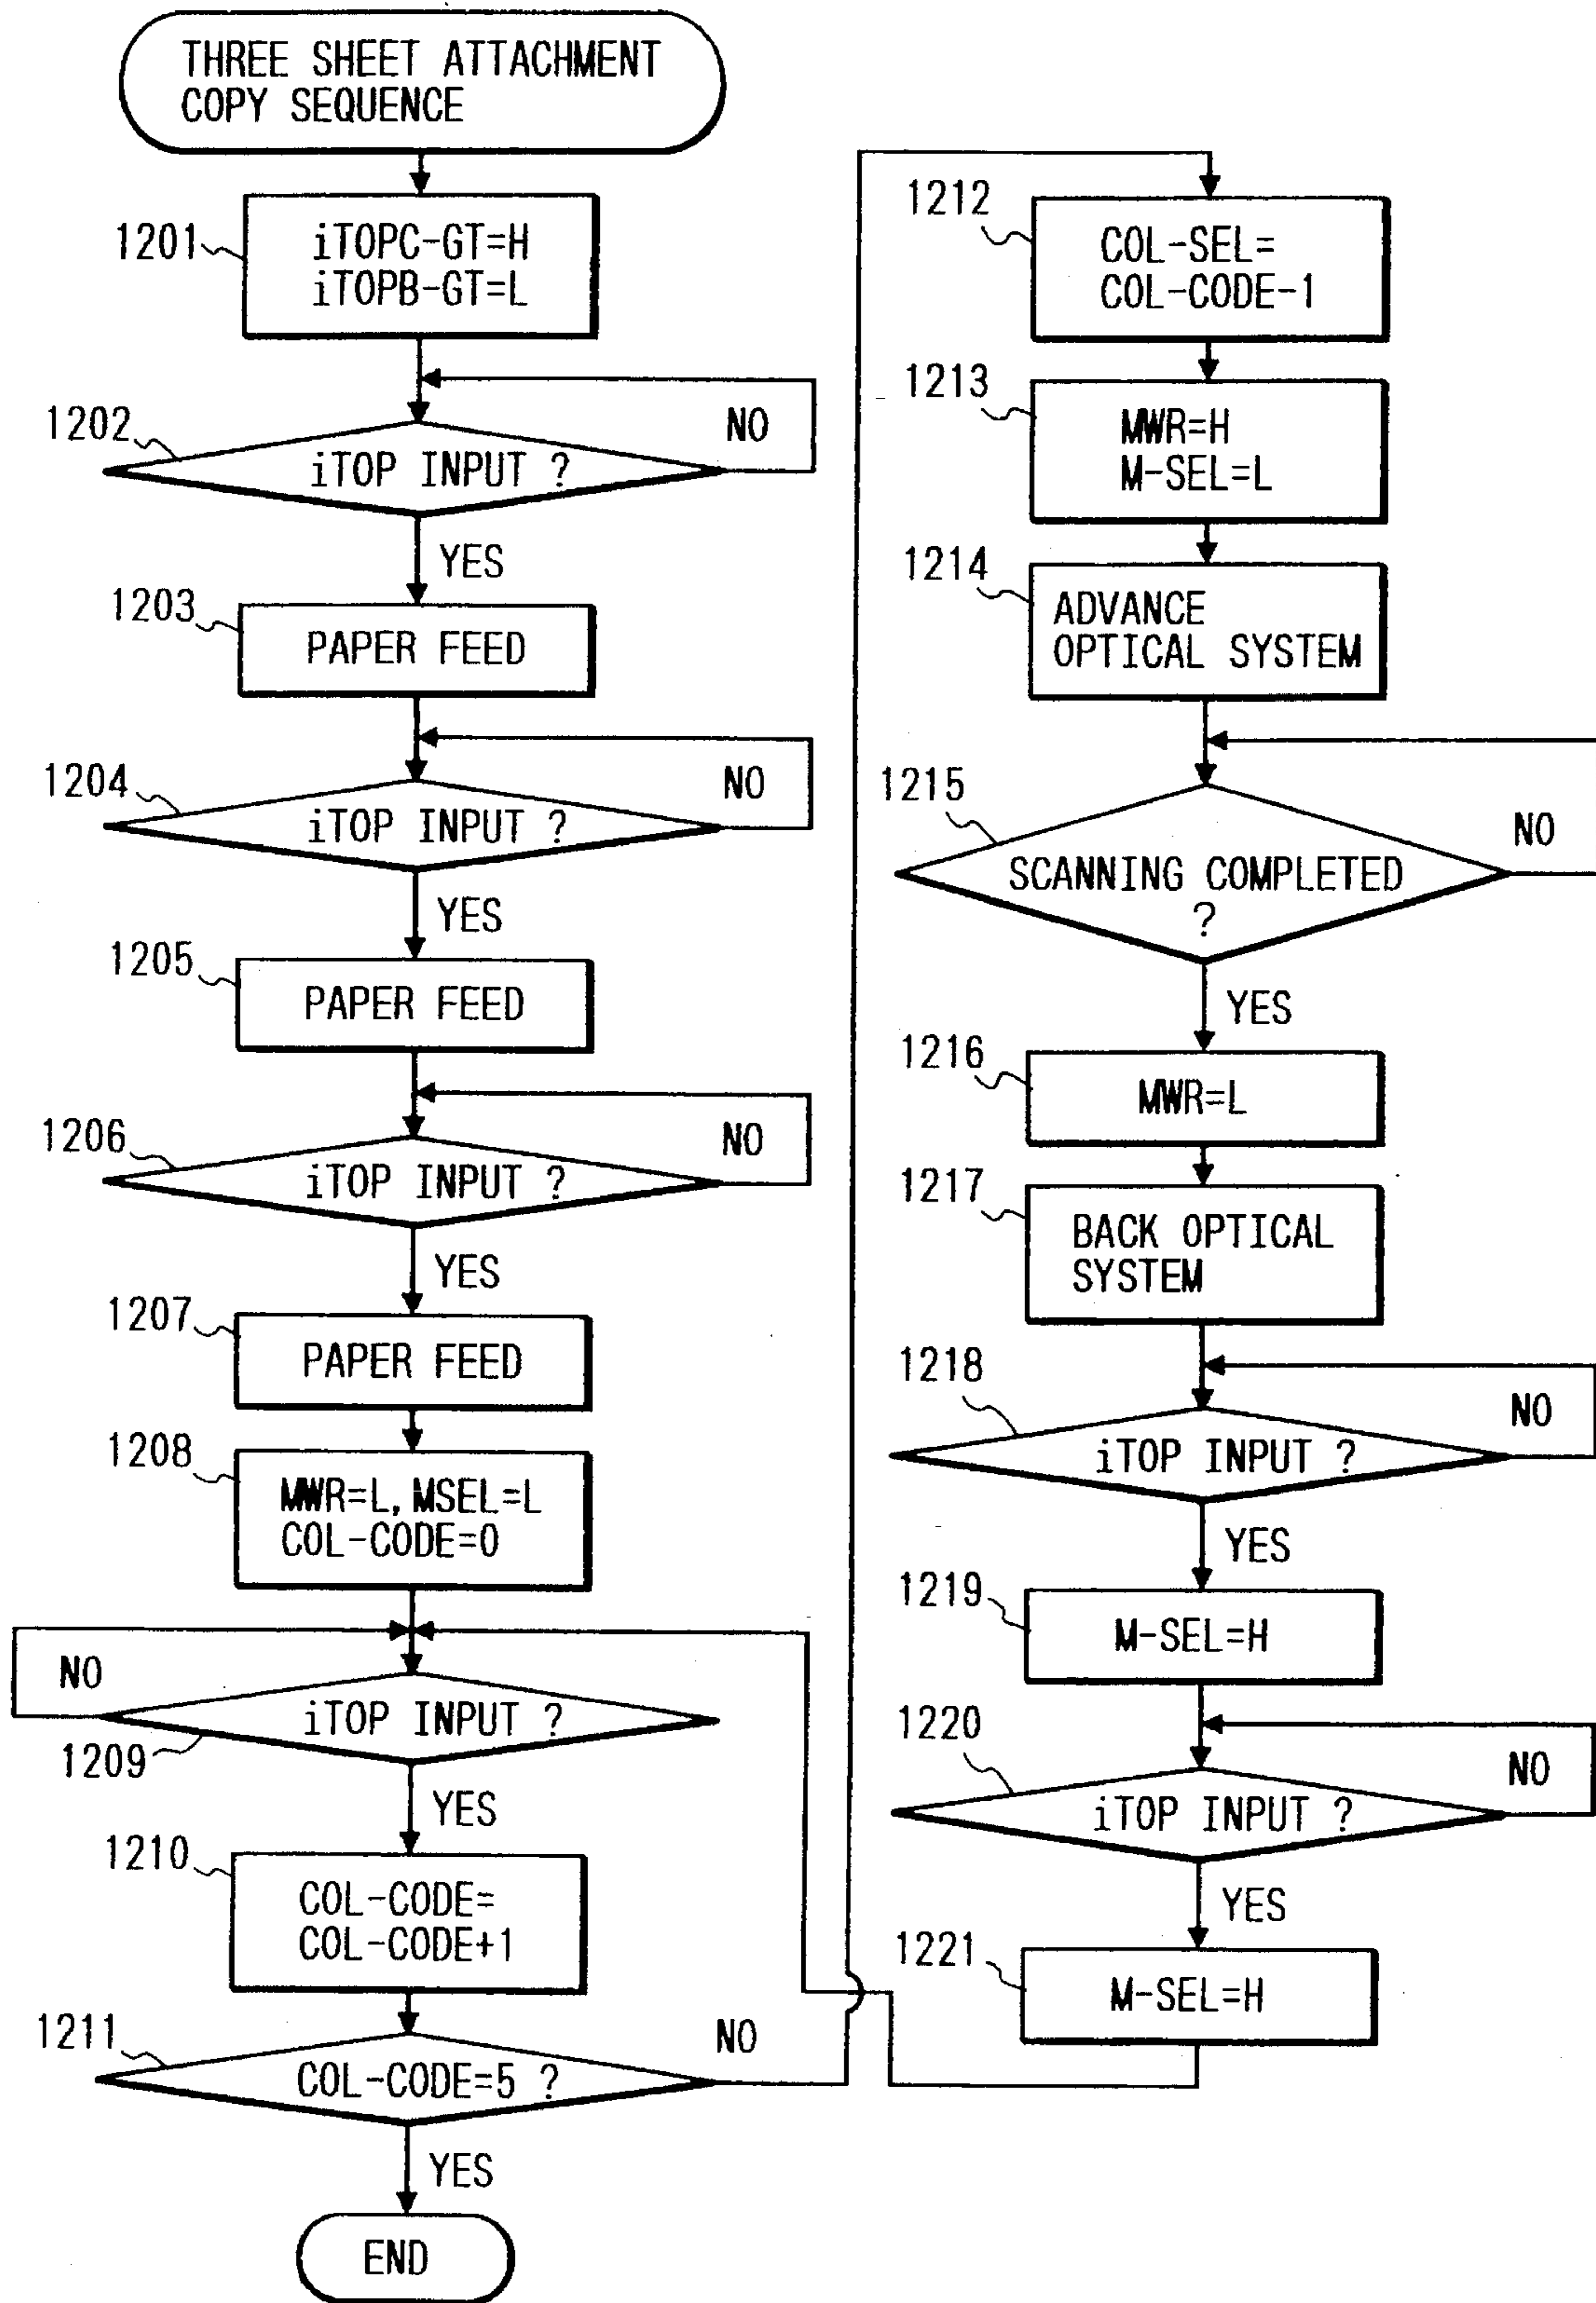 THREE SHEET ATTACHMENT
COPY SEQUENCE
1201
iTOPC-GT=H
iTOPB-GT=L
1202
iTOP INPUT ?
NO
YES
1203
PAPER FEED
1204
iTOP INPUT ?
NO
YES
1205
PAPER FEED
1206
iTOP INPUT ?
NO
YES
1207
PAPER FEED
1208
MWR=L, MSEL=L
COL-CODE=0
NO
iTOP INPUT ?
1209
YES
1210
COL-CODE=
COL-CODE+1
1211
COL-CODE=5 ?
NO
YES
END
1212
COL-SEL=
COL-CODE-1
1213
MWR=H
M-SEL=L
1214
ADVANCE
OPTICAL SYSTEM
1215
SCANNING COMPLETED
?
NO
YES
1216
MWR=L
1217
BACK OPTICAL
SYSTEM
1218
iTOP INPUT ?
NO
YES
1219
M-SEL=H
1220
iTOP INPUT ?
NO
YES
1221
M-SEL=H